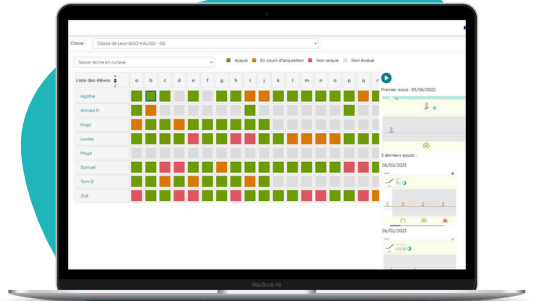 Classe : Classe de Learn&GO KALIGO - GS
Savoir écrire en cursive
Acquis En cours d'acquisition Non acquis Non évalué
Liste des élèves a b c d e f g h i j k l m n o p q r
Agathe
Ahmed R
Hugo
Louise
Maya
Samuel
Tom D
Zoé
Premier essai : 03/06/2022
5 derniers essais :
06/02/2023
06/02/2023
MacBook Air